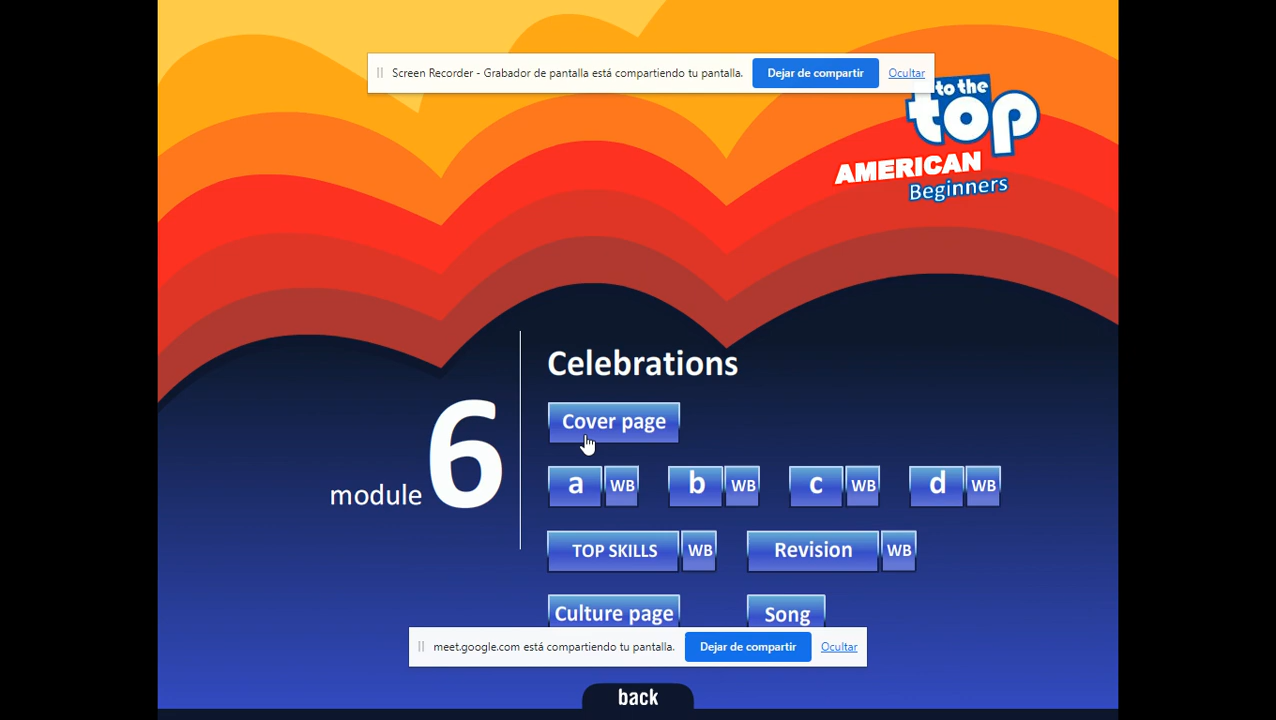 Screen Recorder - Grabador de pantalla está compartiendo tu pantalla. Dejar de compartir Ocultar
to the
top
AMERICAN
Beginners
Celebrations
module 6
Cover page
a WB b WB c WB d WB
TOP SKILLS WB Revision WB
Culture page Song
meet.google.com está compartiendo tu pantalla. Dejar de compartir Ocultar
back